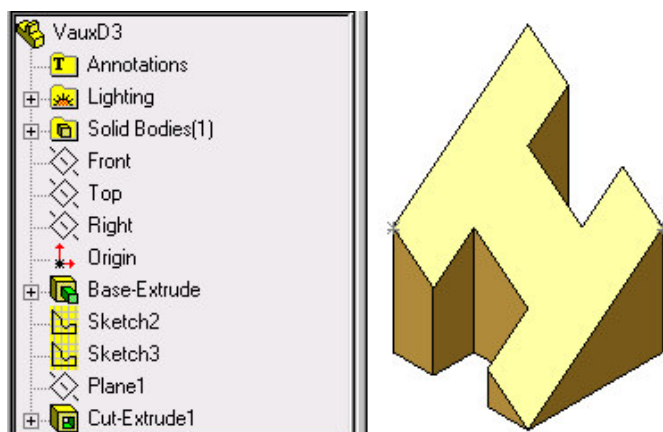 VauxD3
Annotations
Lighting
Solid Bodies(1)
Front
Top
Right
Origin
Base-Extrude
Sketch2
Sketch3
Plane1
Cut-Extrude1